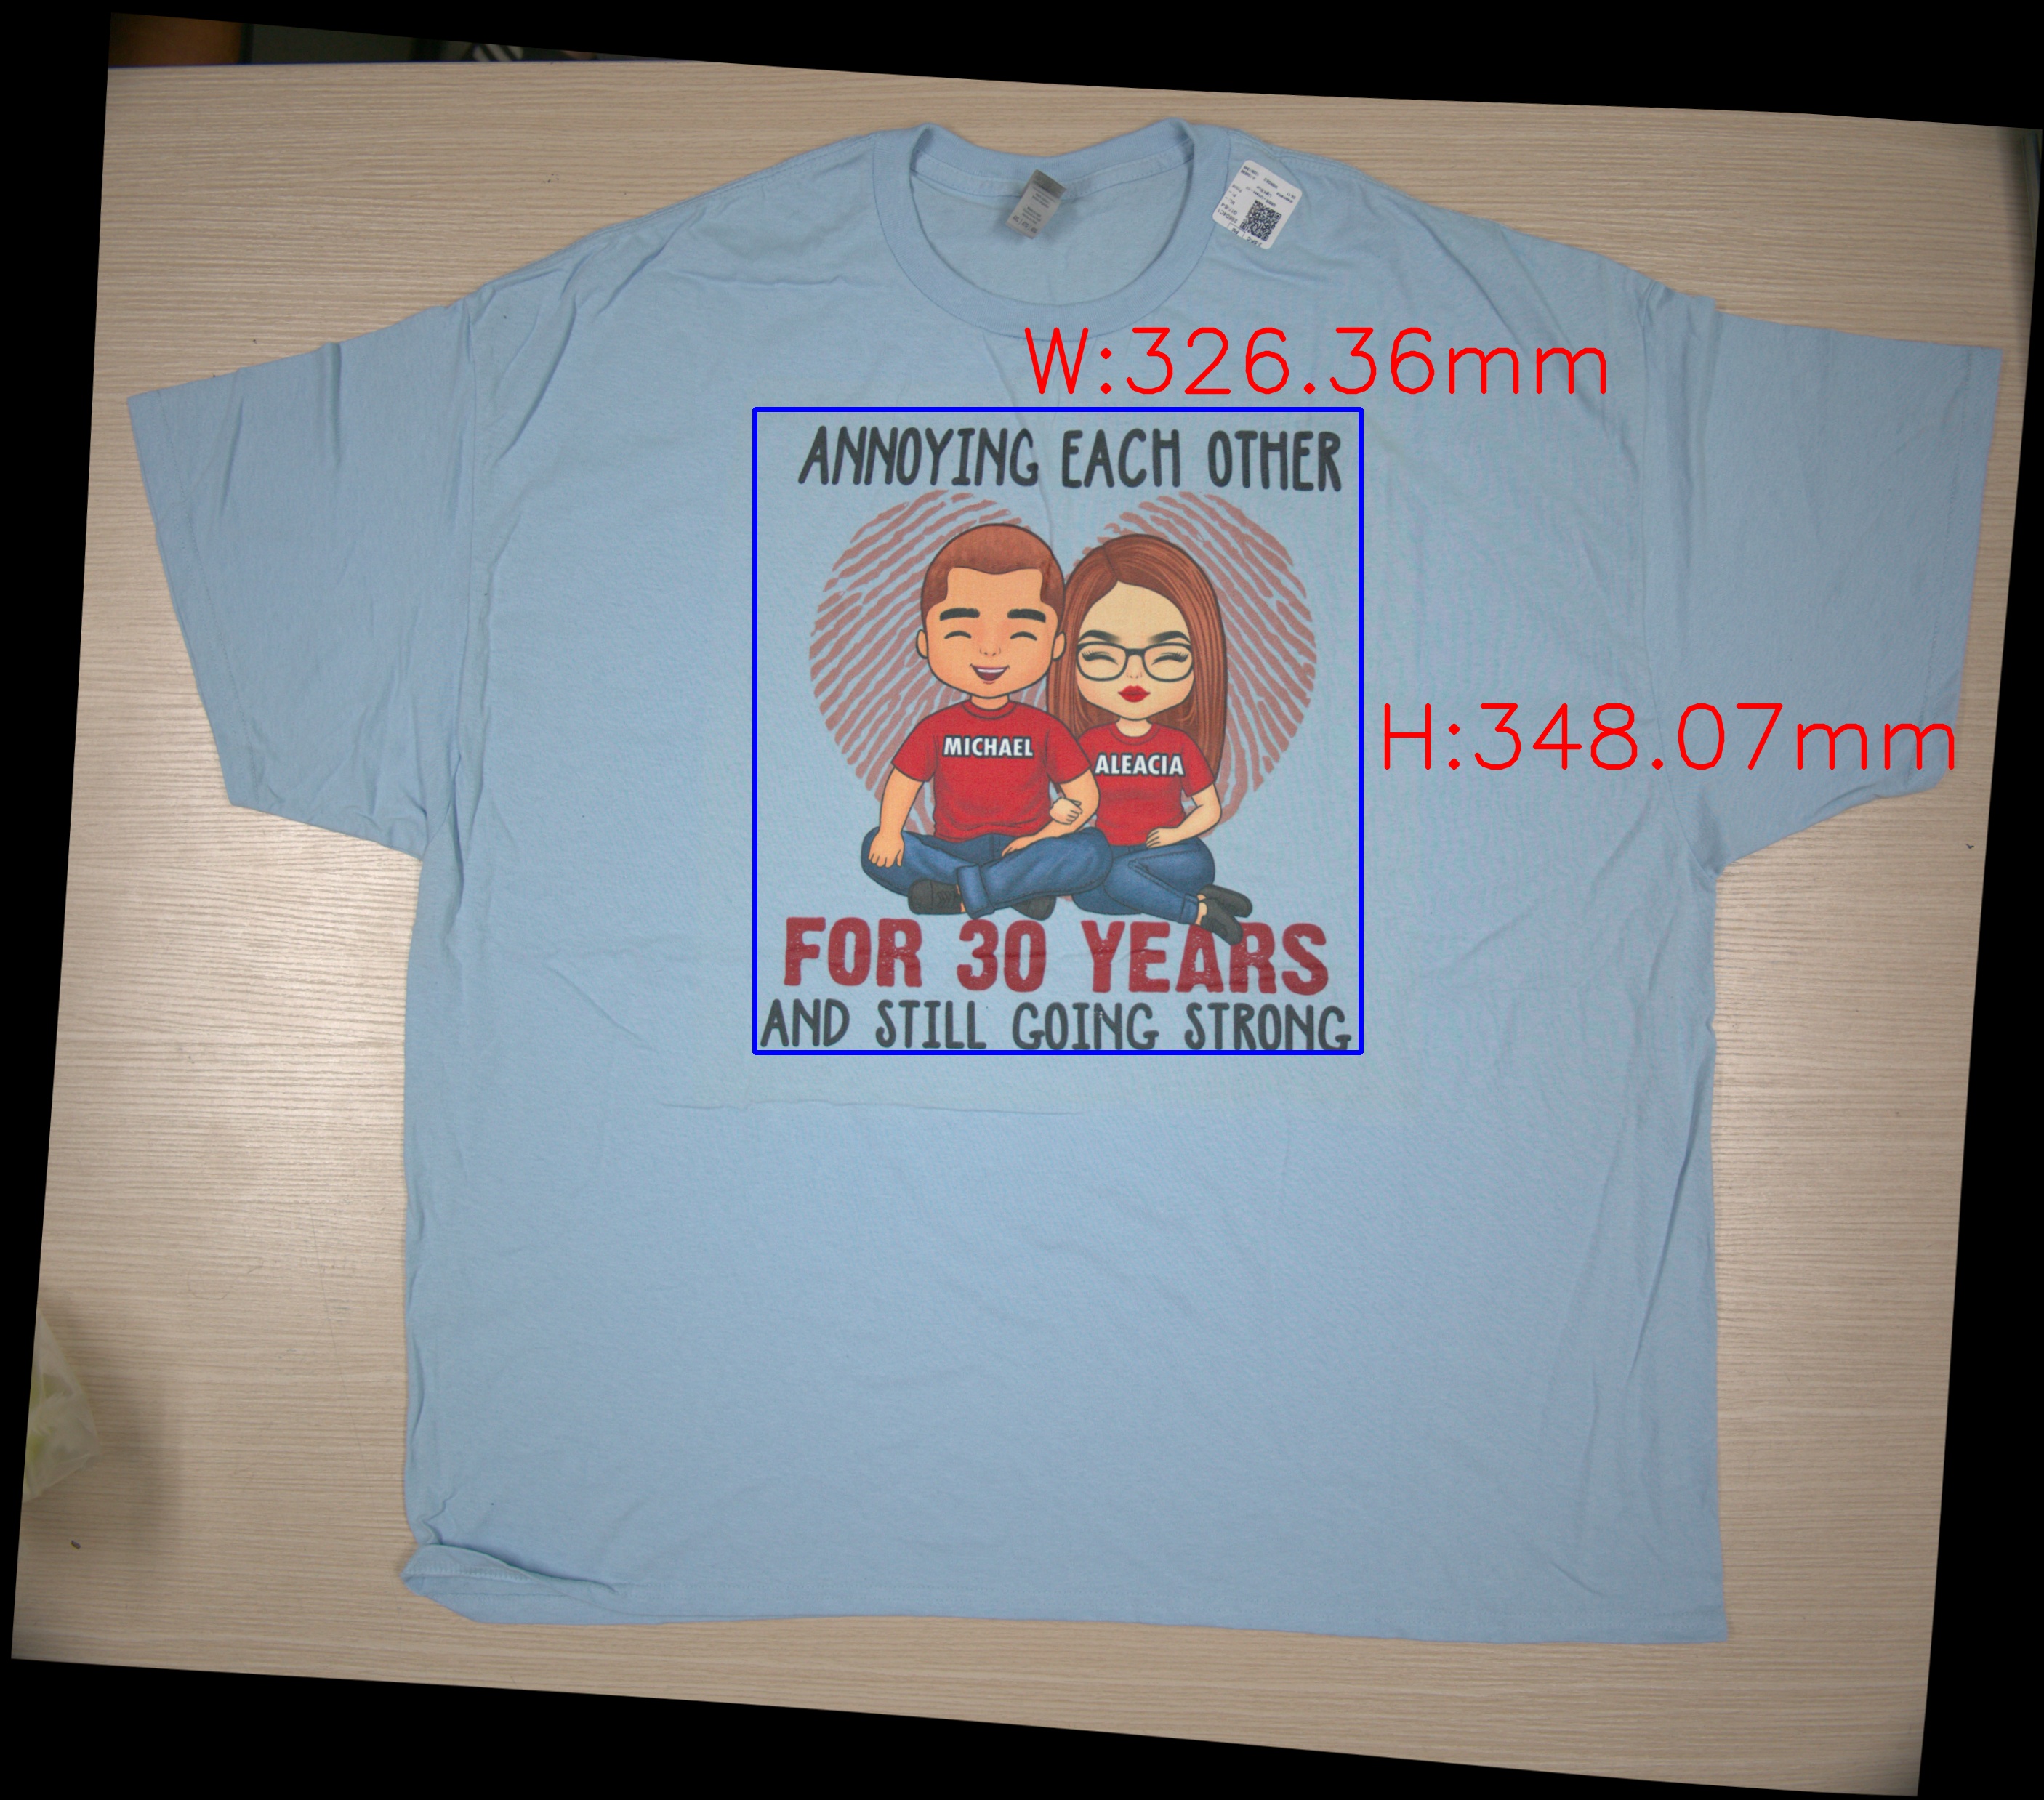 W:326.36mm
ANNOYING EACH OTHER
H:348.07mm
MICHAEL
ALEACIA
FOR 30 YEARS
AND STILL GOING STRONG